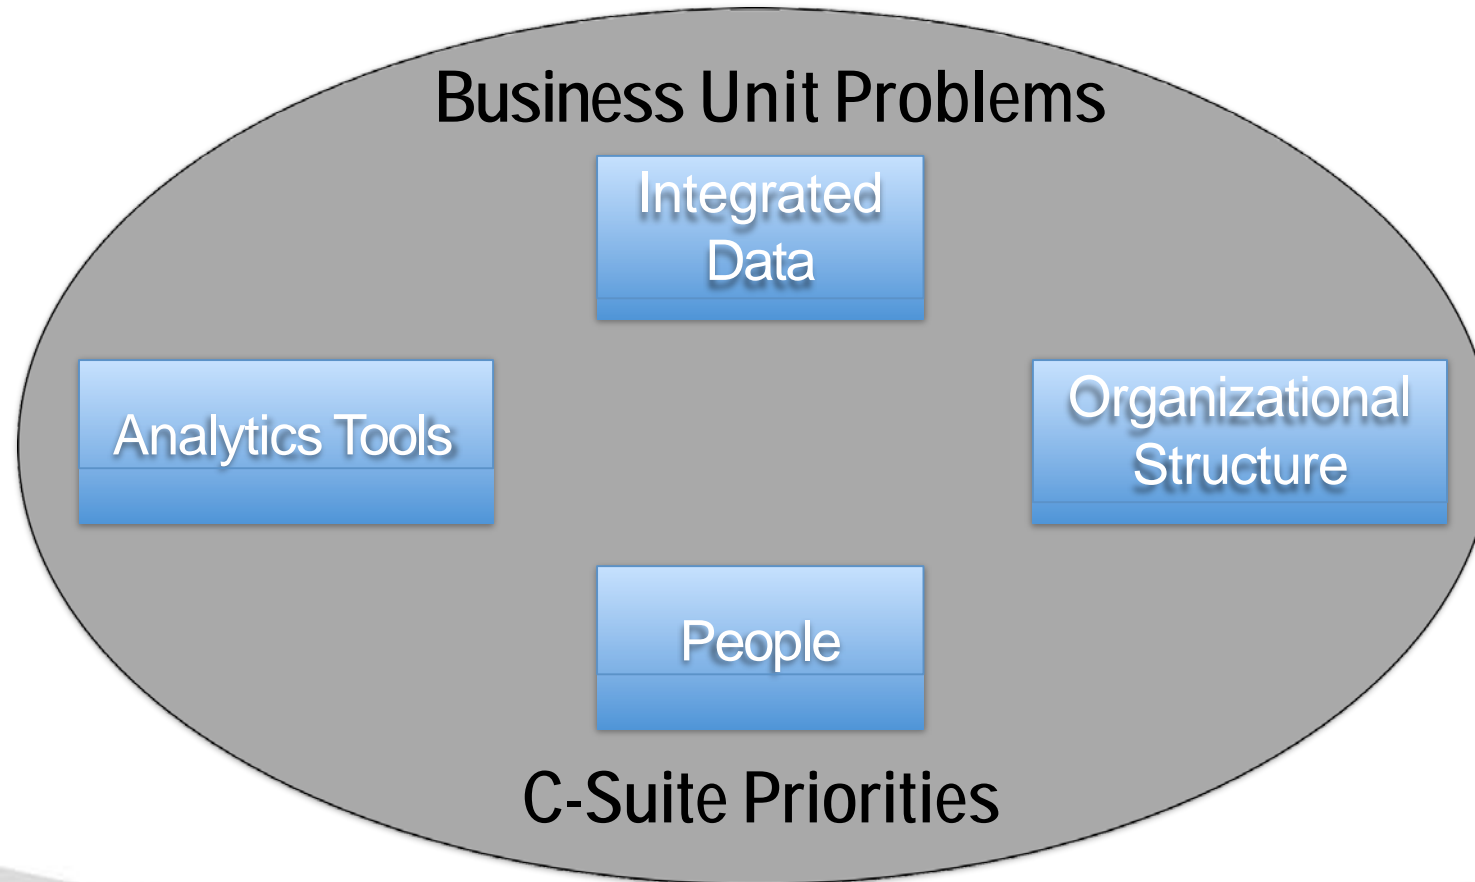 Business Unit Problems
Integrated
Data
Analytics Tools
Organizational
Structure
People
C-Suite Priorities